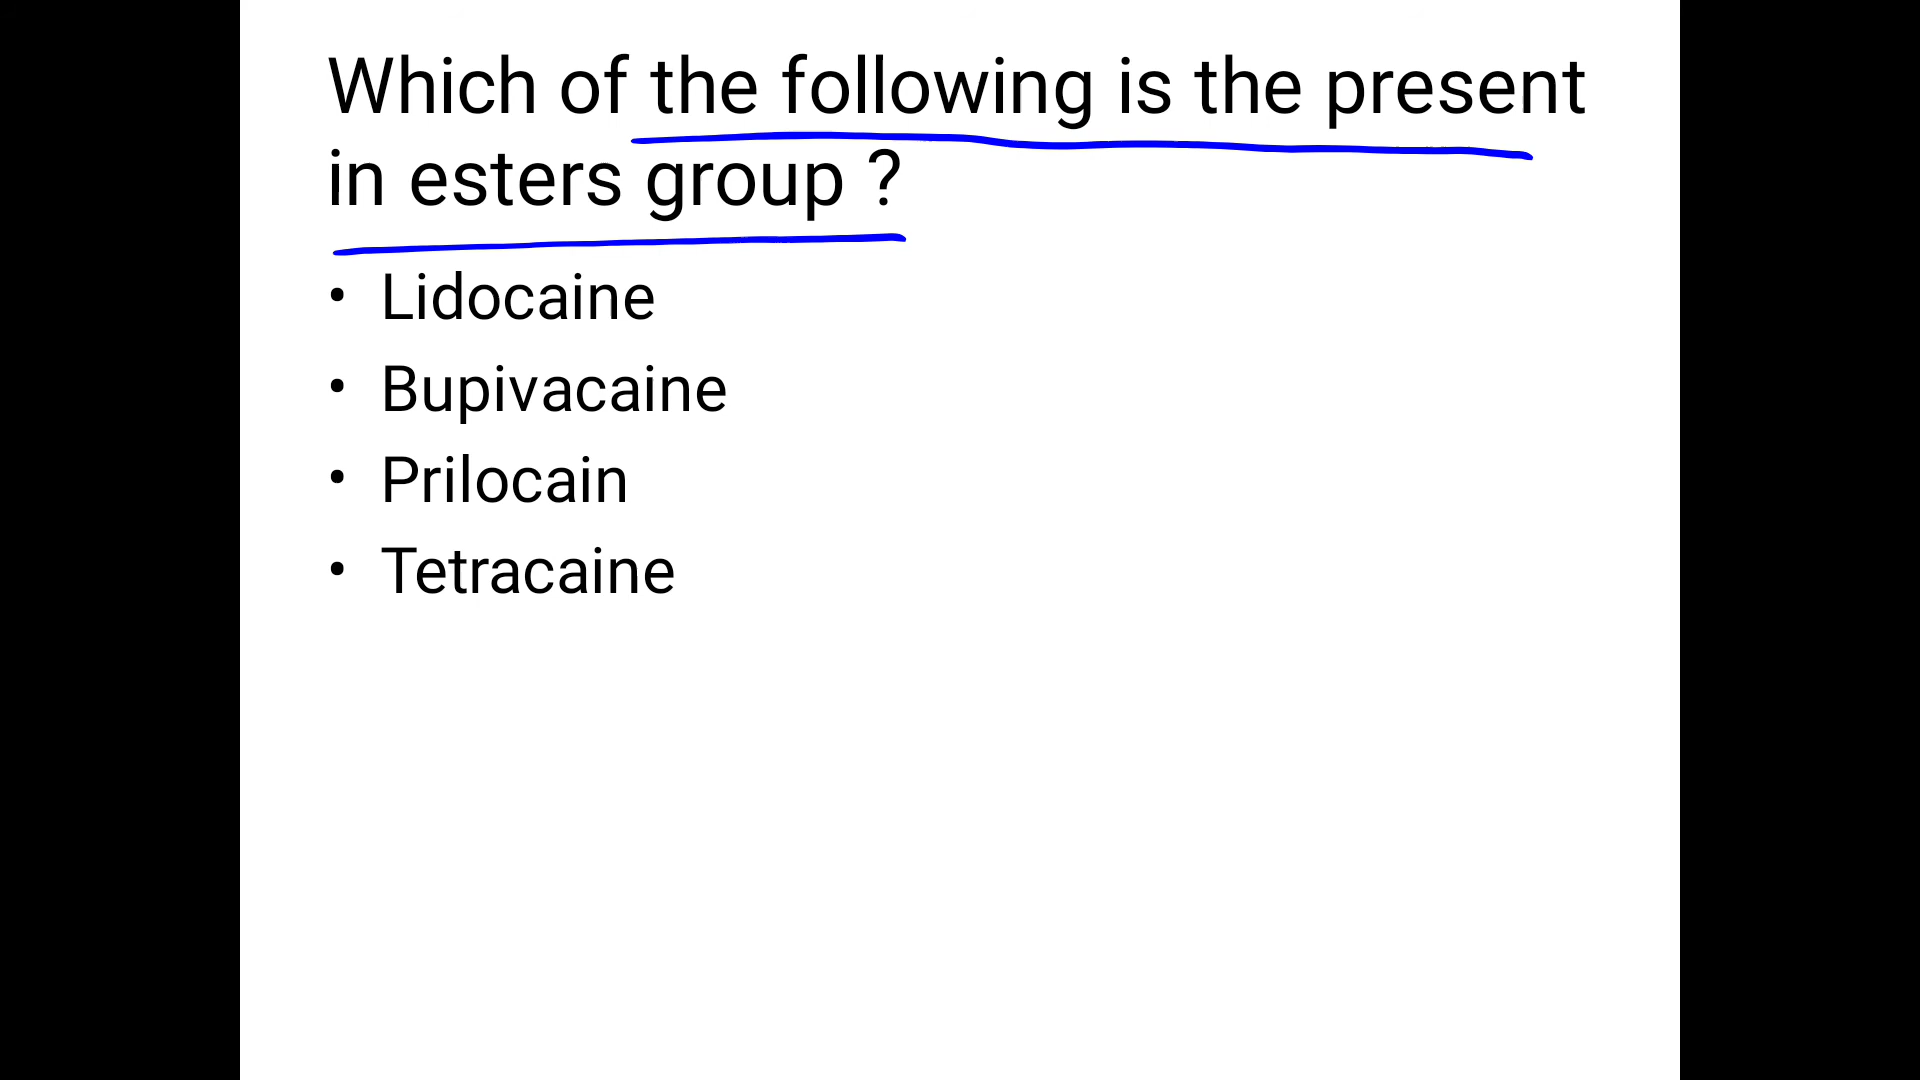 Which of the following is the present
in esters group ?
• Lidocaine
• Bupivacaine
• Prilocain
• Tetracaine